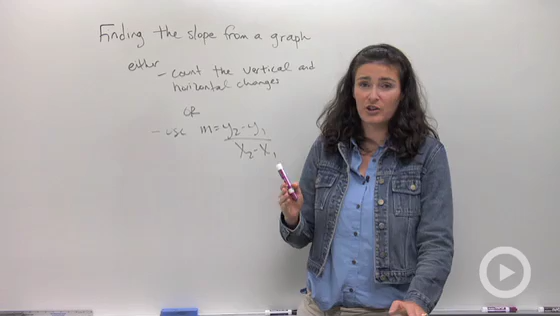 Finding the slope from a graph
either - count the vertical and
horizontal changes
OR
- use m = y₂-y₁
x₂-x₁